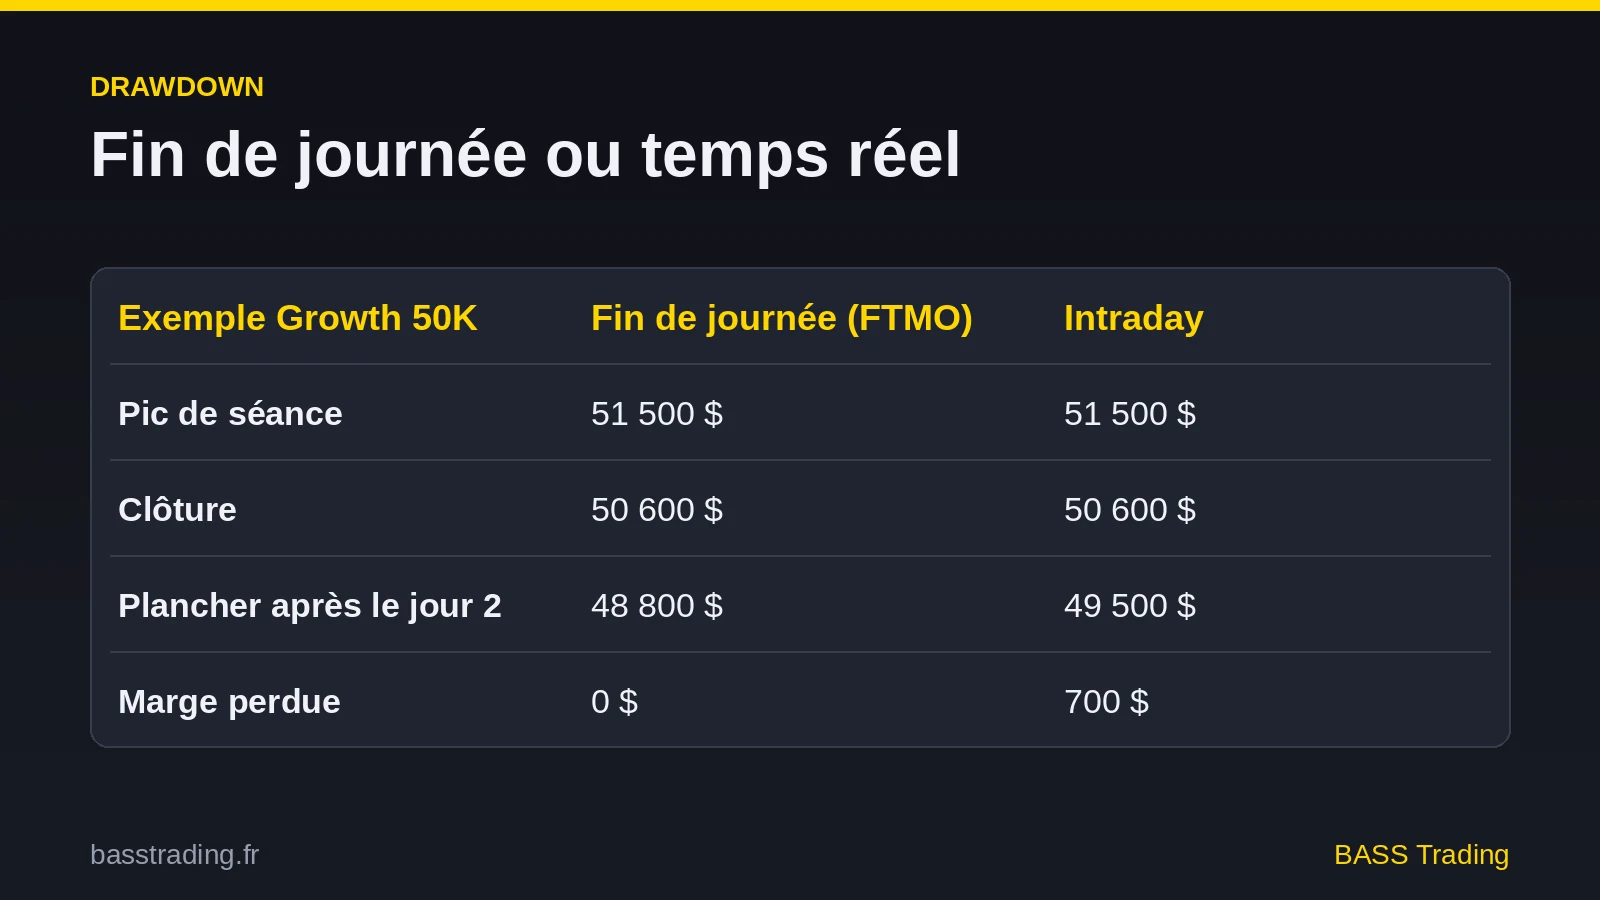 DRAWDOWN
Fin de journée ou temps réel
Exemple Growth 50K Fin de journée (FTMO) Intraday
Pic de séance 51 500 $ 51 500 $
Clôture 50 600 $ 50 600 $
Plancher après le jour 2 48 800 $ 49 500 $
Marge perdue 0 $ 700 $
basstrading.fr BASS Trading